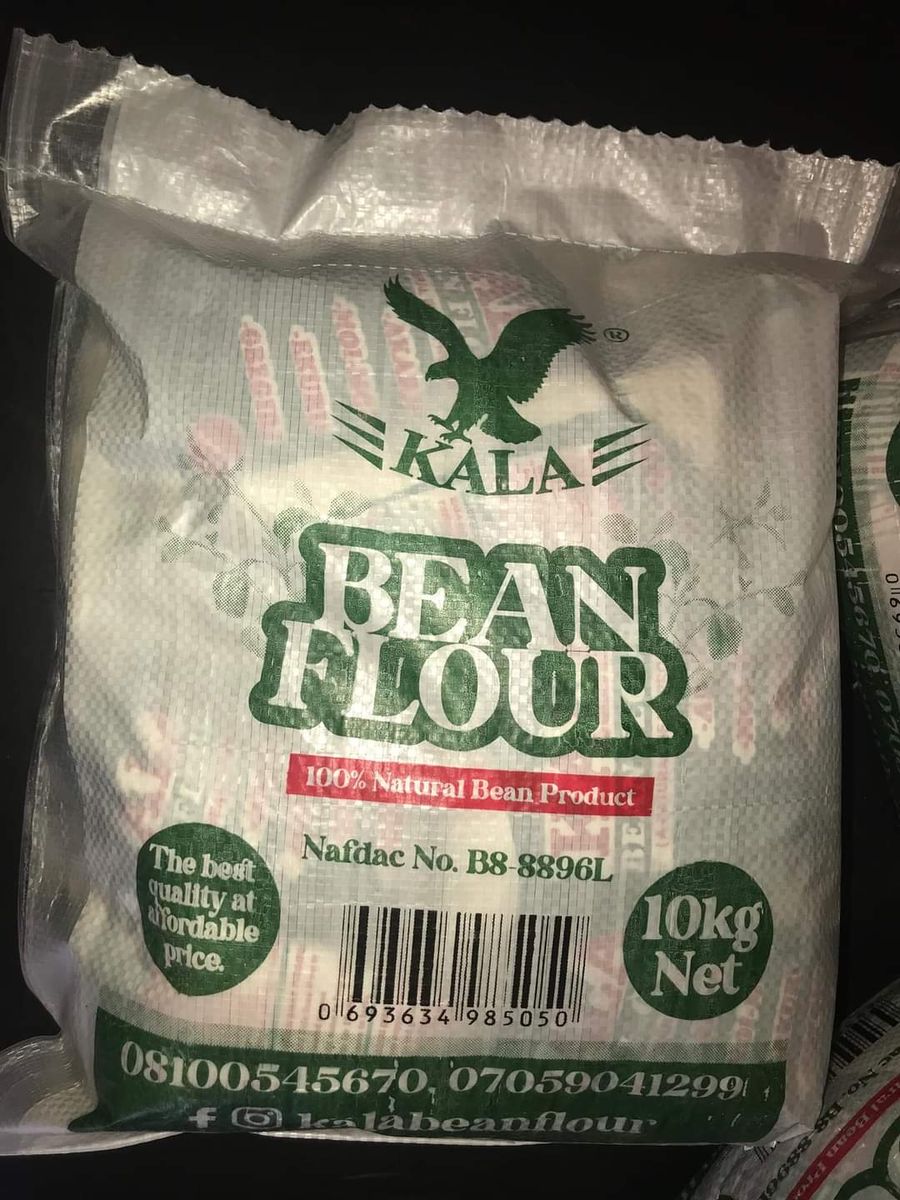 ®
KALA
BEAN
FLOUR
100% Natural Bean Product
Nafdac No. B8-8896L
The best
quality at
affordable
price.
10kg
Net
0 693634 985050
08100545670, 07059041299
kalabeanflour